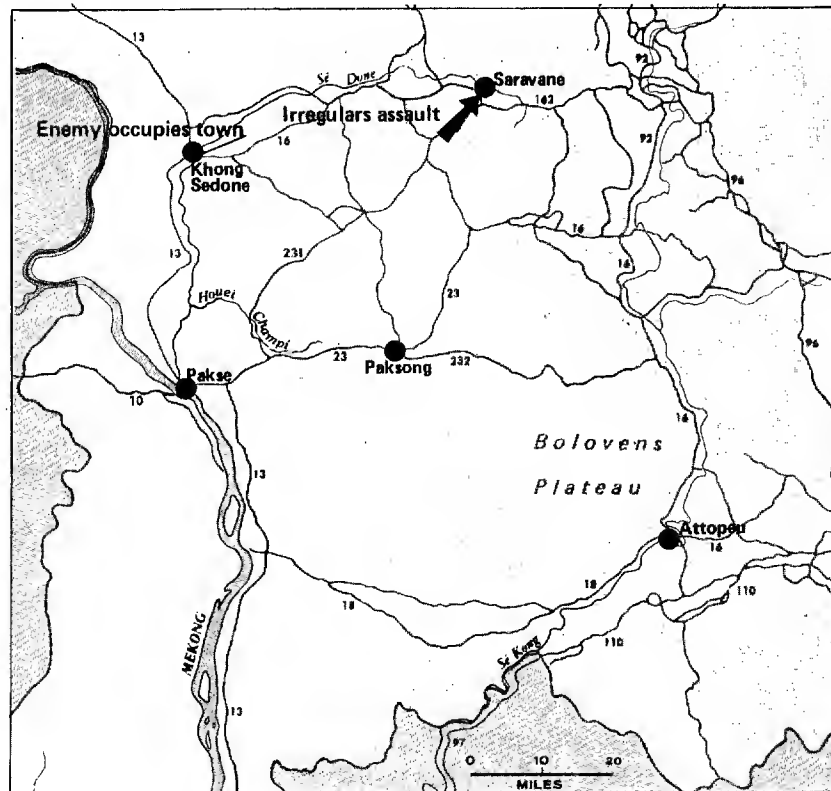 13
92
Sé Done
Saravane
Irregulars assault
162
Enemy occupies town
16
92
Khong
Sedone
96
13
231
16
16
23
Houei Champi
23
Paksong
232
96
Pakse
10
16
Bolovens
Plateau
13
Attopeu
16
18
18
110
110
MEKONG
Sé Kong
13
97
0 10 20
MILES